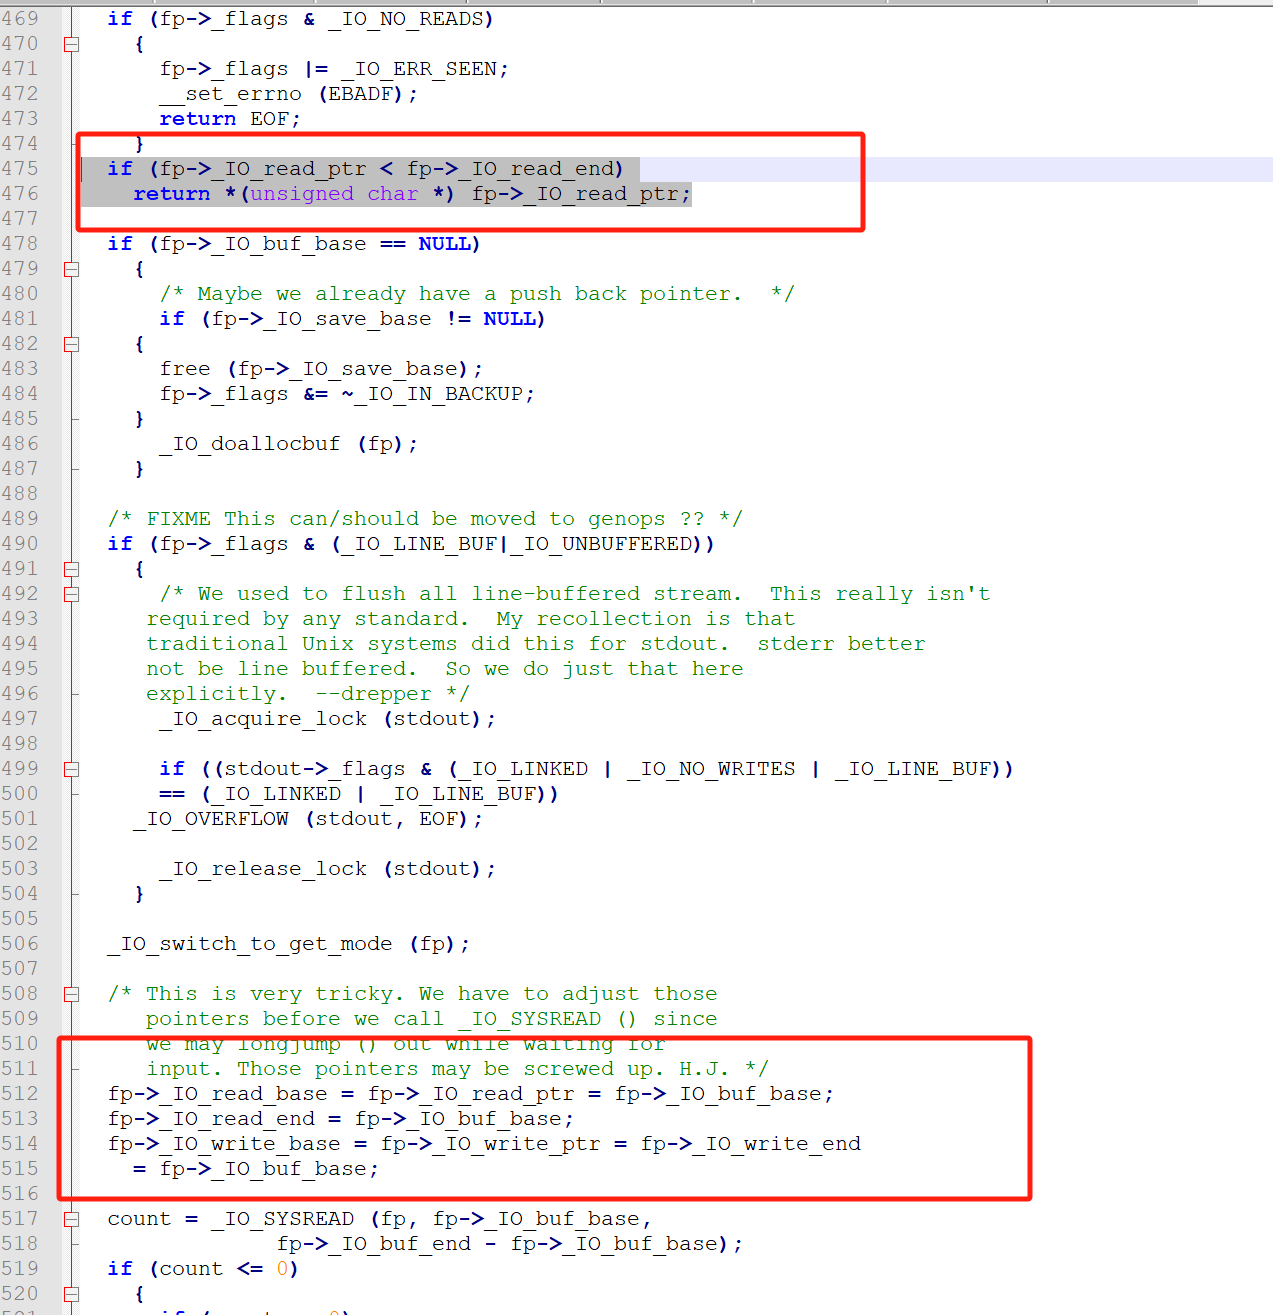 469 if (fp->_flags & _IO_NO_READS)
470 {
471 fp->_flags |= _IO_ERR_SEEN;
472 __set_errno (EBADF);
473 return EOF;
474 }
475 if (fp->_IO_read_ptr < fp->_IO_read_end)
476 return *(unsigned char *) fp->_IO_read_ptr;
477
478 if (fp->_IO_buf_base == NULL)
479 {
480 /* Maybe we already have a push back pointer.  */
481 if (fp->_IO_save_base != NULL)
482 {
483 free (fp->_IO_save_base);
484 fp->_flags &= ~_IO_IN_BACKUP;
485 }
486 _IO_doallocbuf (fp);
487 }
488
489 /* FIXME This can/should be moved to genops ?? */
490 if (fp->_flags & (_IO_LINE_BUF|_IO_UNBUFFERED))
491 {
492 /* We used to flush all line-buffered stream.  This really isn't
493 required by any standard.  My recollection is that
494 traditional Unix systems did this for stdout.  stderr better
495 not be line buffered.  So we do just that here
496 explicitly.  --drepper */
497 _IO_acquire_lock (stdout);
498
499 if ((stdout->_flags & (_IO_LINKED | _IO_NO_WRITES | _IO_LINE_BUF))
500 == (_IO_LINKED | _IO_LINE_BUF))
501 _IO_OVERFLOW (stdout, EOF);
502
503 _IO_release_lock (stdout);
504 }
505
506 _IO_switch_to_get_mode (fp);
507
508 /* This is very tricky. We have to adjust those
509 pointers before we call _IO_SYSREAD () since
510 we may longjump () out while waiting for
511 input. Those pointers may be screwed up. H.J. */
512 fp->_IO_read_base = fp->_IO_read_ptr = fp->_IO_buf_base;
513 fp->_IO_read_end = fp->_IO_buf_base;
514 fp->_IO_write_base = fp->_IO_write_ptr = fp->_IO_write_end
515 = fp->_IO_buf_base;
516
517 count = _IO_SYSREAD (fp, fp->_IO_buf_base,
518 fp->_IO_buf_end - fp->_IO_buf_base);
519 if (count <= 0)
520 {